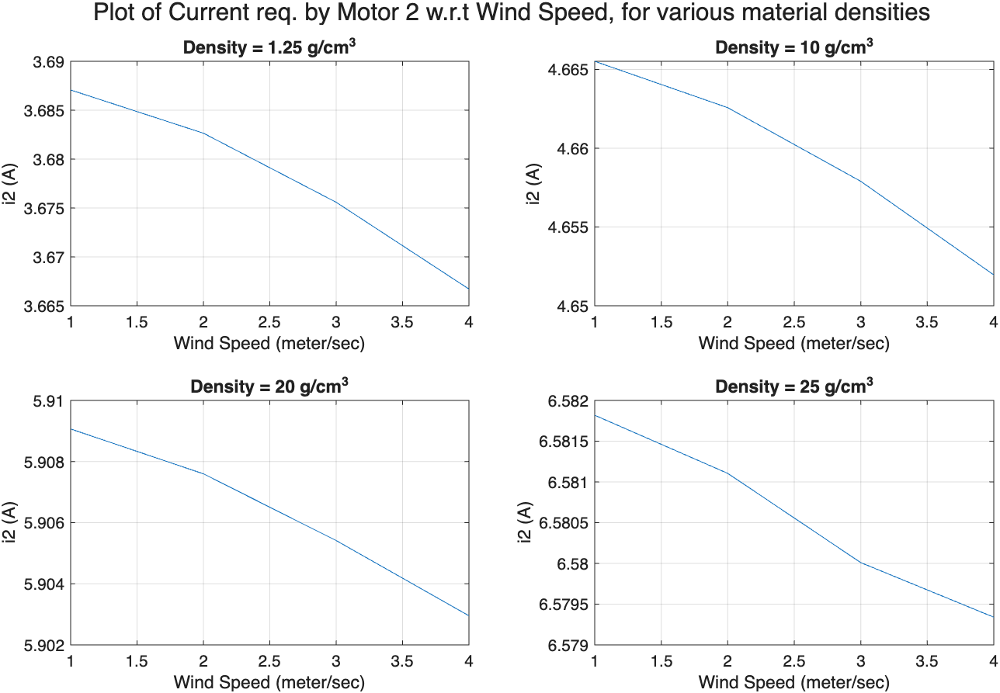 Plot of Current req. by Motor 2 w.r.t Wind Speed, for various material densities
Density = 1.25 g/cm³
3.69
3.685
3.68
3.675
3.67
3.665
i2 (A)
1 1.5 2 2.5 3 3.5 4
Wind Speed (meter/sec)
Density = 10 g/cm³
4.665
4.66
4.655
4.65
i2 (A)
1 1.5 2 2.5 3 3.5 4
Wind Speed (meter/sec)
Density = 20 g/cm³
5.91
5.908
5.906
5.904
5.902
i2 (A)
1 1.5 2 2.5 3 3.5 4
Wind Speed (meter/sec)
Density = 25 g/cm³
6.582
6.5815
6.581
6.5805
6.58
6.5795
6.579
i2 (A)
1 1.5 2 2.5 3 3.5 4
Wind Speed (meter/sec)